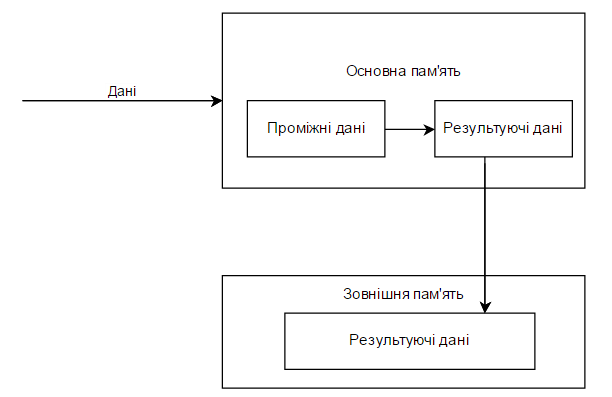 Основна пам'ять
Дані
Проміжні дані
Результуючі дані
Зовнішня пам'ять
Результуючі дані